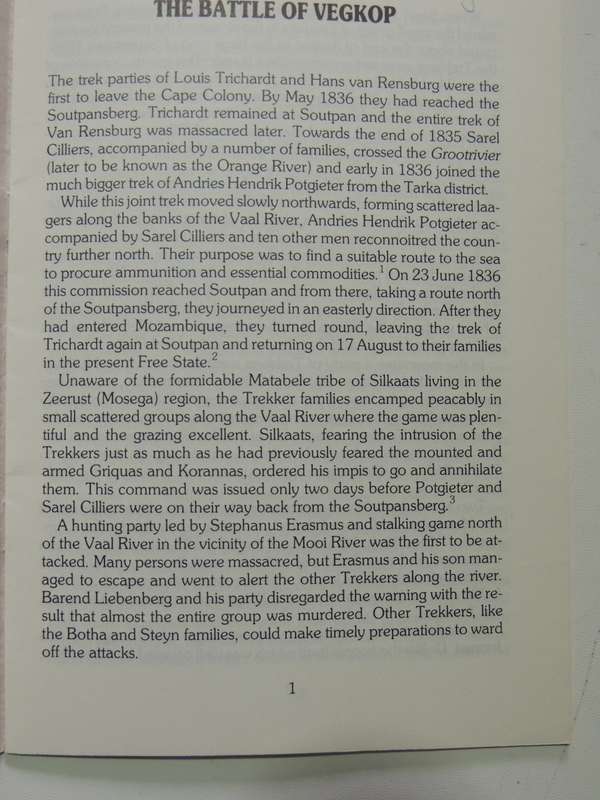 THE BATTLE OF VEGKOP
The trek parties of Louis Trichardt and Hans van Rensburg were the
first to leave the Cape Colony. By May 1836 they had reached the
Soutpansberg. Trichardt remained at Soutpan and the entire trek of
Van Rensburg was massacred later. Towards the end of 1835 Sarel
Cilliers, accompanied by a number of families, crossed the Grootrivier
(later to be known as the Orange River) and early in 1836 joined the
much bigger trek of Andries Hendrik Potgieter from the Tarka district.
While this joint trek moved slowly northwards, forming scattered laa-
gers along the banks of the Vaal River, Andries Hendrik Potgieter ac-
companied by Sarel Cilliers and ten other men reconnoitred the coun-
try further north. Their purpose was to find a suitable route to the sea
to procure ammunition and essential commodities.1 On 23 June 1836
this commission reached Soutpan and from there, taking a route north
of the Soutpansberg, they journeyed in an easterly direction. After they
had entered Mozambique, they turned round, leaving the trek of
Trichardt again at Soutpan and returning on 17 August to their families
in the present Free State.2
Unaware of the formidable Matabele tribe of Silkaats living in the
Zeerust (Mosega) region, the Trekker families encamped peacably in
small scattered groups along the Vaal River where the game was plen-
tiful and the grazing excellent. Silkaats, fearing the intrusion of the
Trekkers just as much as he had previously feared the mounted and
armed Griquas and Korannas, ordered his impis to go and annihilate
them. This command was issued only two days before Potgieter and
Sarel Cilliers were on their way back from the Soutpansberg.3
A hunting party led by Stephanus Erasmus and stalking game north
of the Vaal River in the vicinity of the Mooi River was the first to be at-
tacked. Many persons were massacred, but Erasmus and his son man-
aged to escape and went to alert the other Trekkers along the river.
Barend Liebenberg and his party disregarded the warning with the re-
sult that almost the entire group was murdered. Other Trekkers, like
the Botha and Steyn families, could make timely preparations to ward
off the attacks.
1